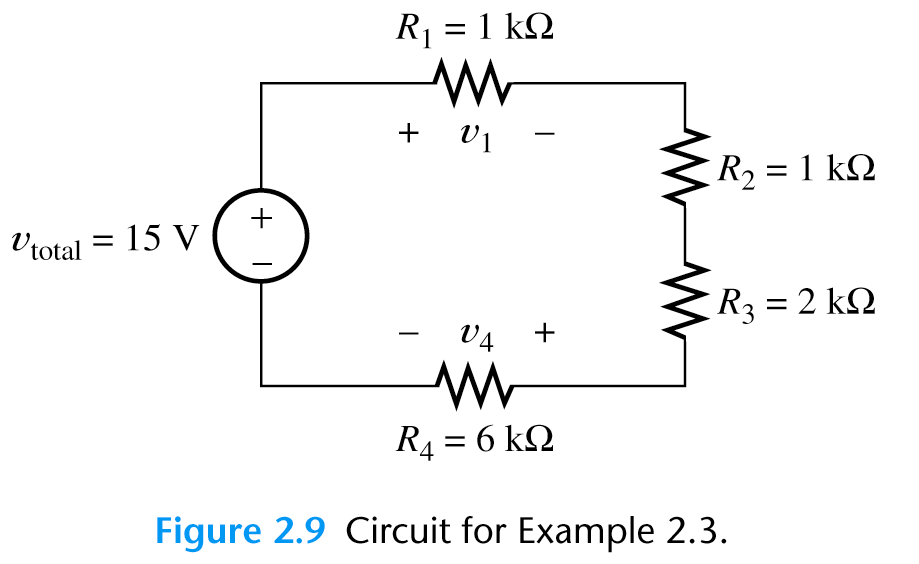 R₁ = 1 kΩ
+ v₁ −
R₂ = 1 kΩ
v_total = 15 V
+
−
R₃ = 2 kΩ
− v₄ +
R₄ = 6 kΩ
Figure 2.9 Circuit for Example 2.3.